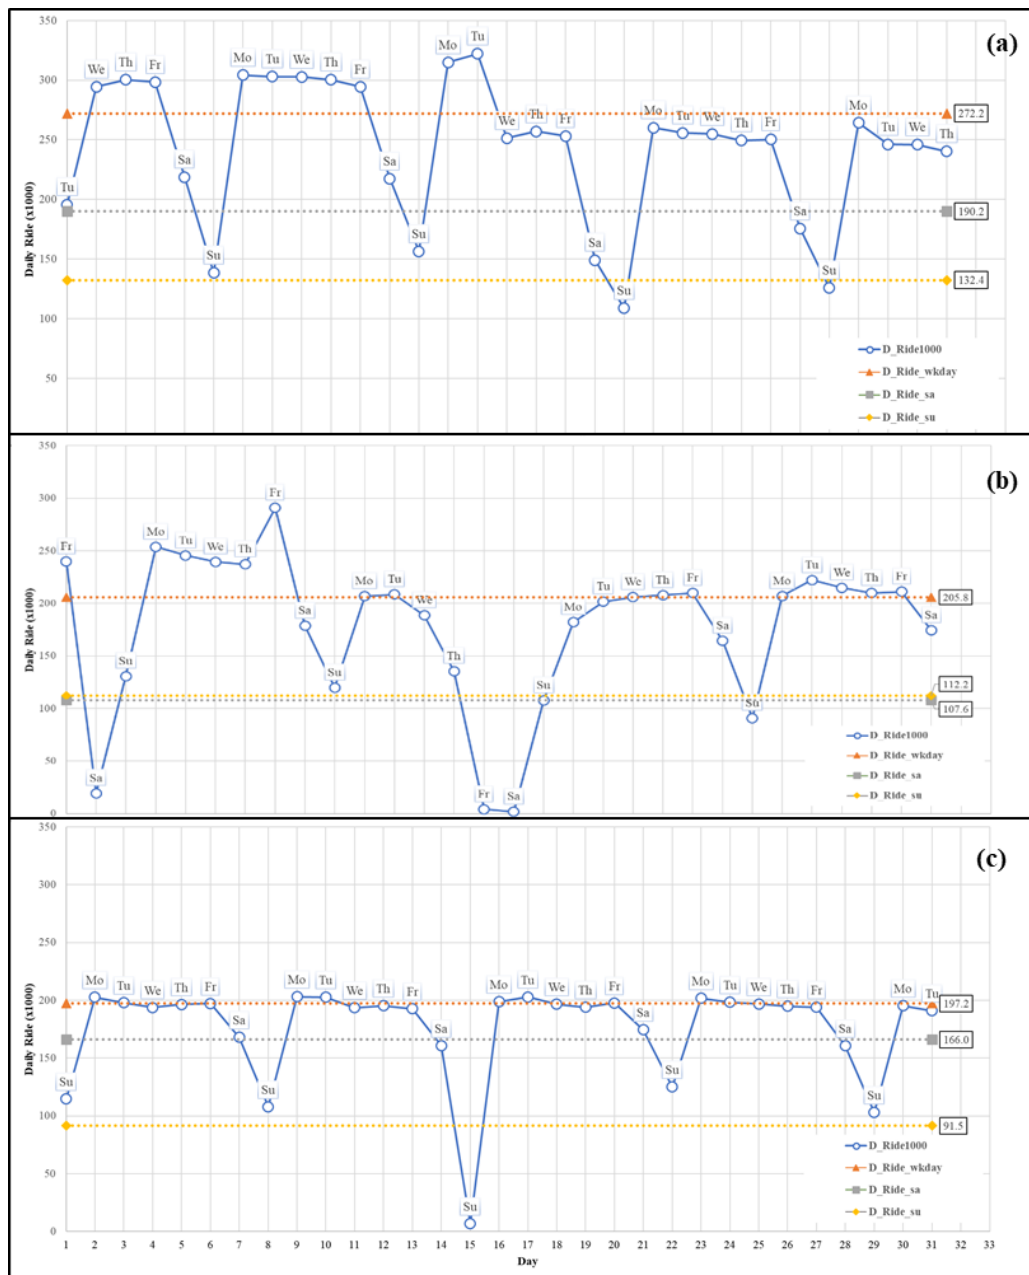 350
300
250
200
150
100
50
Daily Ride (x1000)
(a)
Tu
We
Th
Fr
Sa
Su
Mo
Tu
We
Th
Fr
Sa
Su
Mo
Tu
We
Th
Fr
Sa
Su
Mo
Tu
We
Th
Fr
Sa
Su
Mo
Tu
We
Th
272.2
190.2
132.4
D_Ride1000
D_Ride_wkday
D_Ride_sa
D_Ride_su
350
300
250
200
150
100
50
0
Daily Ride (x1000)
(b)
Fr
Sa
Su
Mo
Tu
We
Th
Fr
Sa
Su
Mo
Tu
We
Th
Fr
Sa
Su
Mo
Tu
We
Th
Fr
Sa
Su
Mo
Tu
We
Th
Fr
Sa
205.8
112.2
107.6
D_Ride1000
D_Ride_wkday
D_Ride_sa
D_Ride_su
350
300
250
200
150
100
50
0
Daily Ride (x1000)
(c)
Su
Mo
Tu
We
Th
Fr
Sa
Su
Mo
Tu
We
Th
Fr
Sa
Su
Mo
Tu
We
Th
Fr
Sa
Su
Mo
Tu
We
Th
Fr
Sa
Su
Mo
Tu
197.2
166.0
91.5
D_Ride1000
D_Ride_wkday
D_Ride_sa
D_Ride_su
1 2 3 4 5 6 7 8 9 10 11 12 13 14 15 16 17 18 19 20 21 22 23 24 25 26 27 28 29 30 31 32 33
Day